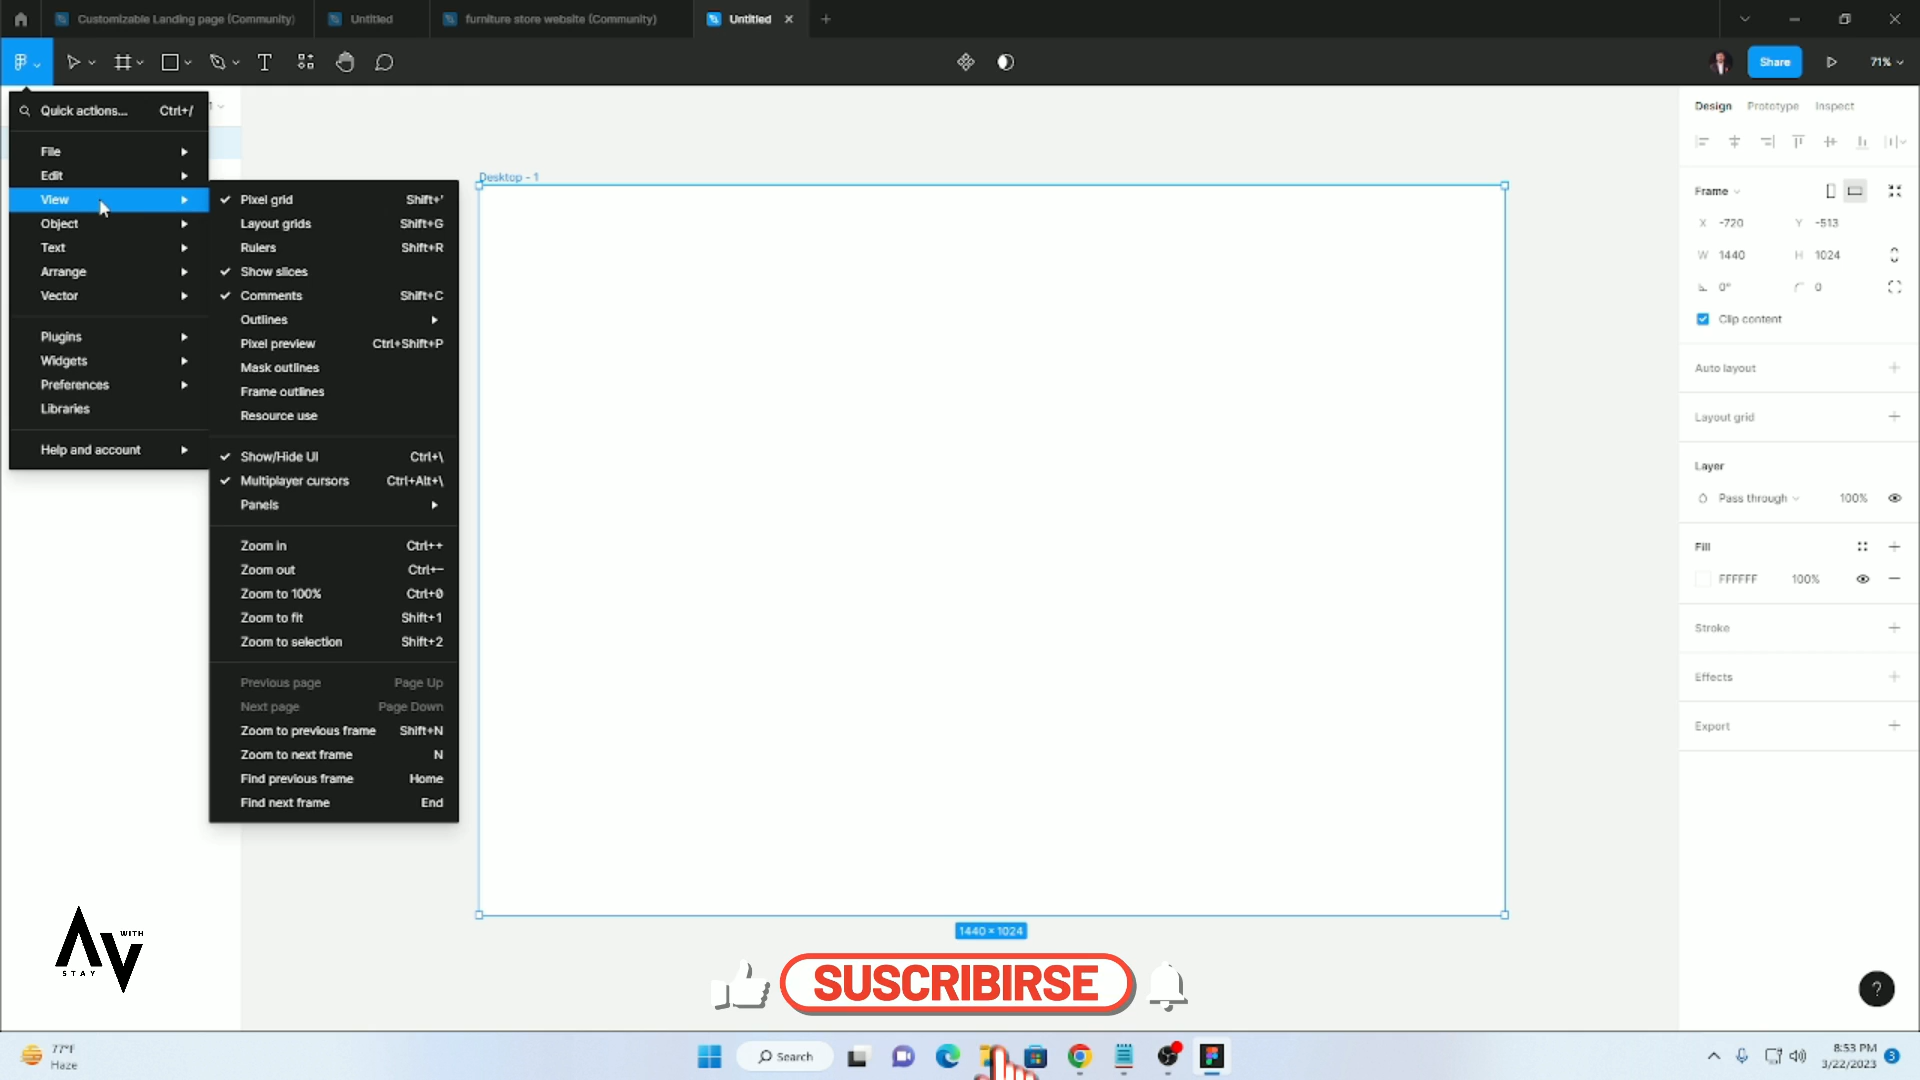 Customizable Landing page (Community)
Untitled
furniture store website (Community)
Untitled
Share
71%
Quick actions... Ctrl+/
File
Edit
View
Object
Text
Arrange
Vector
Plugins
Widgets
Preferences
Libraries
Help and account
Pixel grid Shift+'
Layout grids Shift+G
Rulers Shift+R
Show slices
Comments Shift+C
Outlines
Pixel preview Ctrl+Shift+P
Mask outlines
Frame outlines
Resource use
Show/Hide UI Ctrl+\
Multiplayer cursors Ctrl+Alt+\
Panels
Zoom in Ctrl++
Zoom out Ctrl+−
Zoom to 100% Ctrl+0
Zoom to fit Shift+1
Zoom to selection Shift+2
Previous page Page Up
Next page Page Down
Zoom to previous frame Shift+N
Zoom to next frame N
Find previous frame Home
Find next frame End
Desktop - 1
1440 × 1024
Design Prototype Inspect
Frame
X -720 Y -513
W 1440 H 1024
0° 0
Clip content
Auto layout
Layout grid
Layer
Pass through 100%
Fill
FFFFFF 100%
Stroke
Effects
Export
?
AV
WITH
STAY
SUSCRIBIRSE
77°F
Haze
Search
8:53 PM
3/22/2023
3